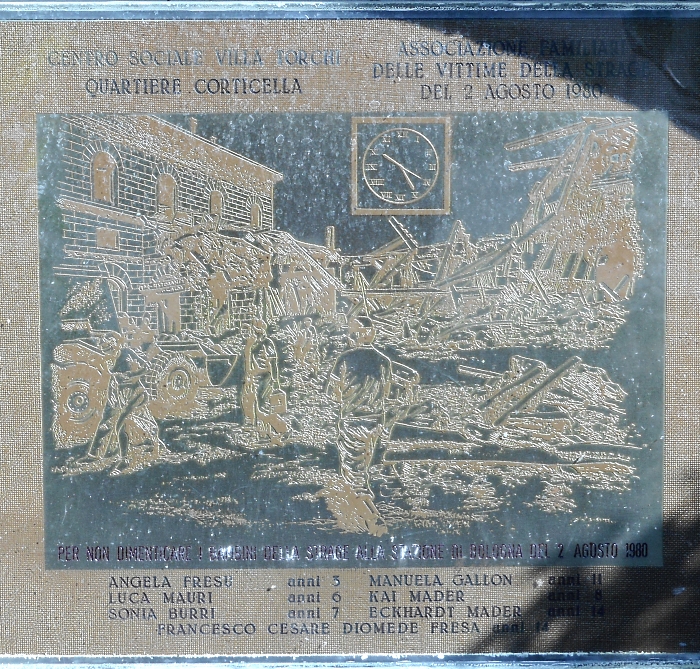 CENTRO SOCIALE VILLA TORCHI
QUARTIERE CORTICELLA
ASSOCIAZIONE FAMILIARI
DELLE VITTIME DELLA STRAGE
DEL 2 AGOSTO 1980
PER NON DIMENTICARE I BAMBINI DELLA STRAGE ALLA STAZIONE DI BOLOGNA DEL 2 AGOSTO 1980
ANGELA FRESU anni 3
LUCA MAURI anni 6
SONIA BURRI anni 7
MANUELA GALLON anni 11
KAI MADER anni 8
ECKHARDT MADER anni 14
FRANCESCO CESARE DIOMEDE FRESA anni 14